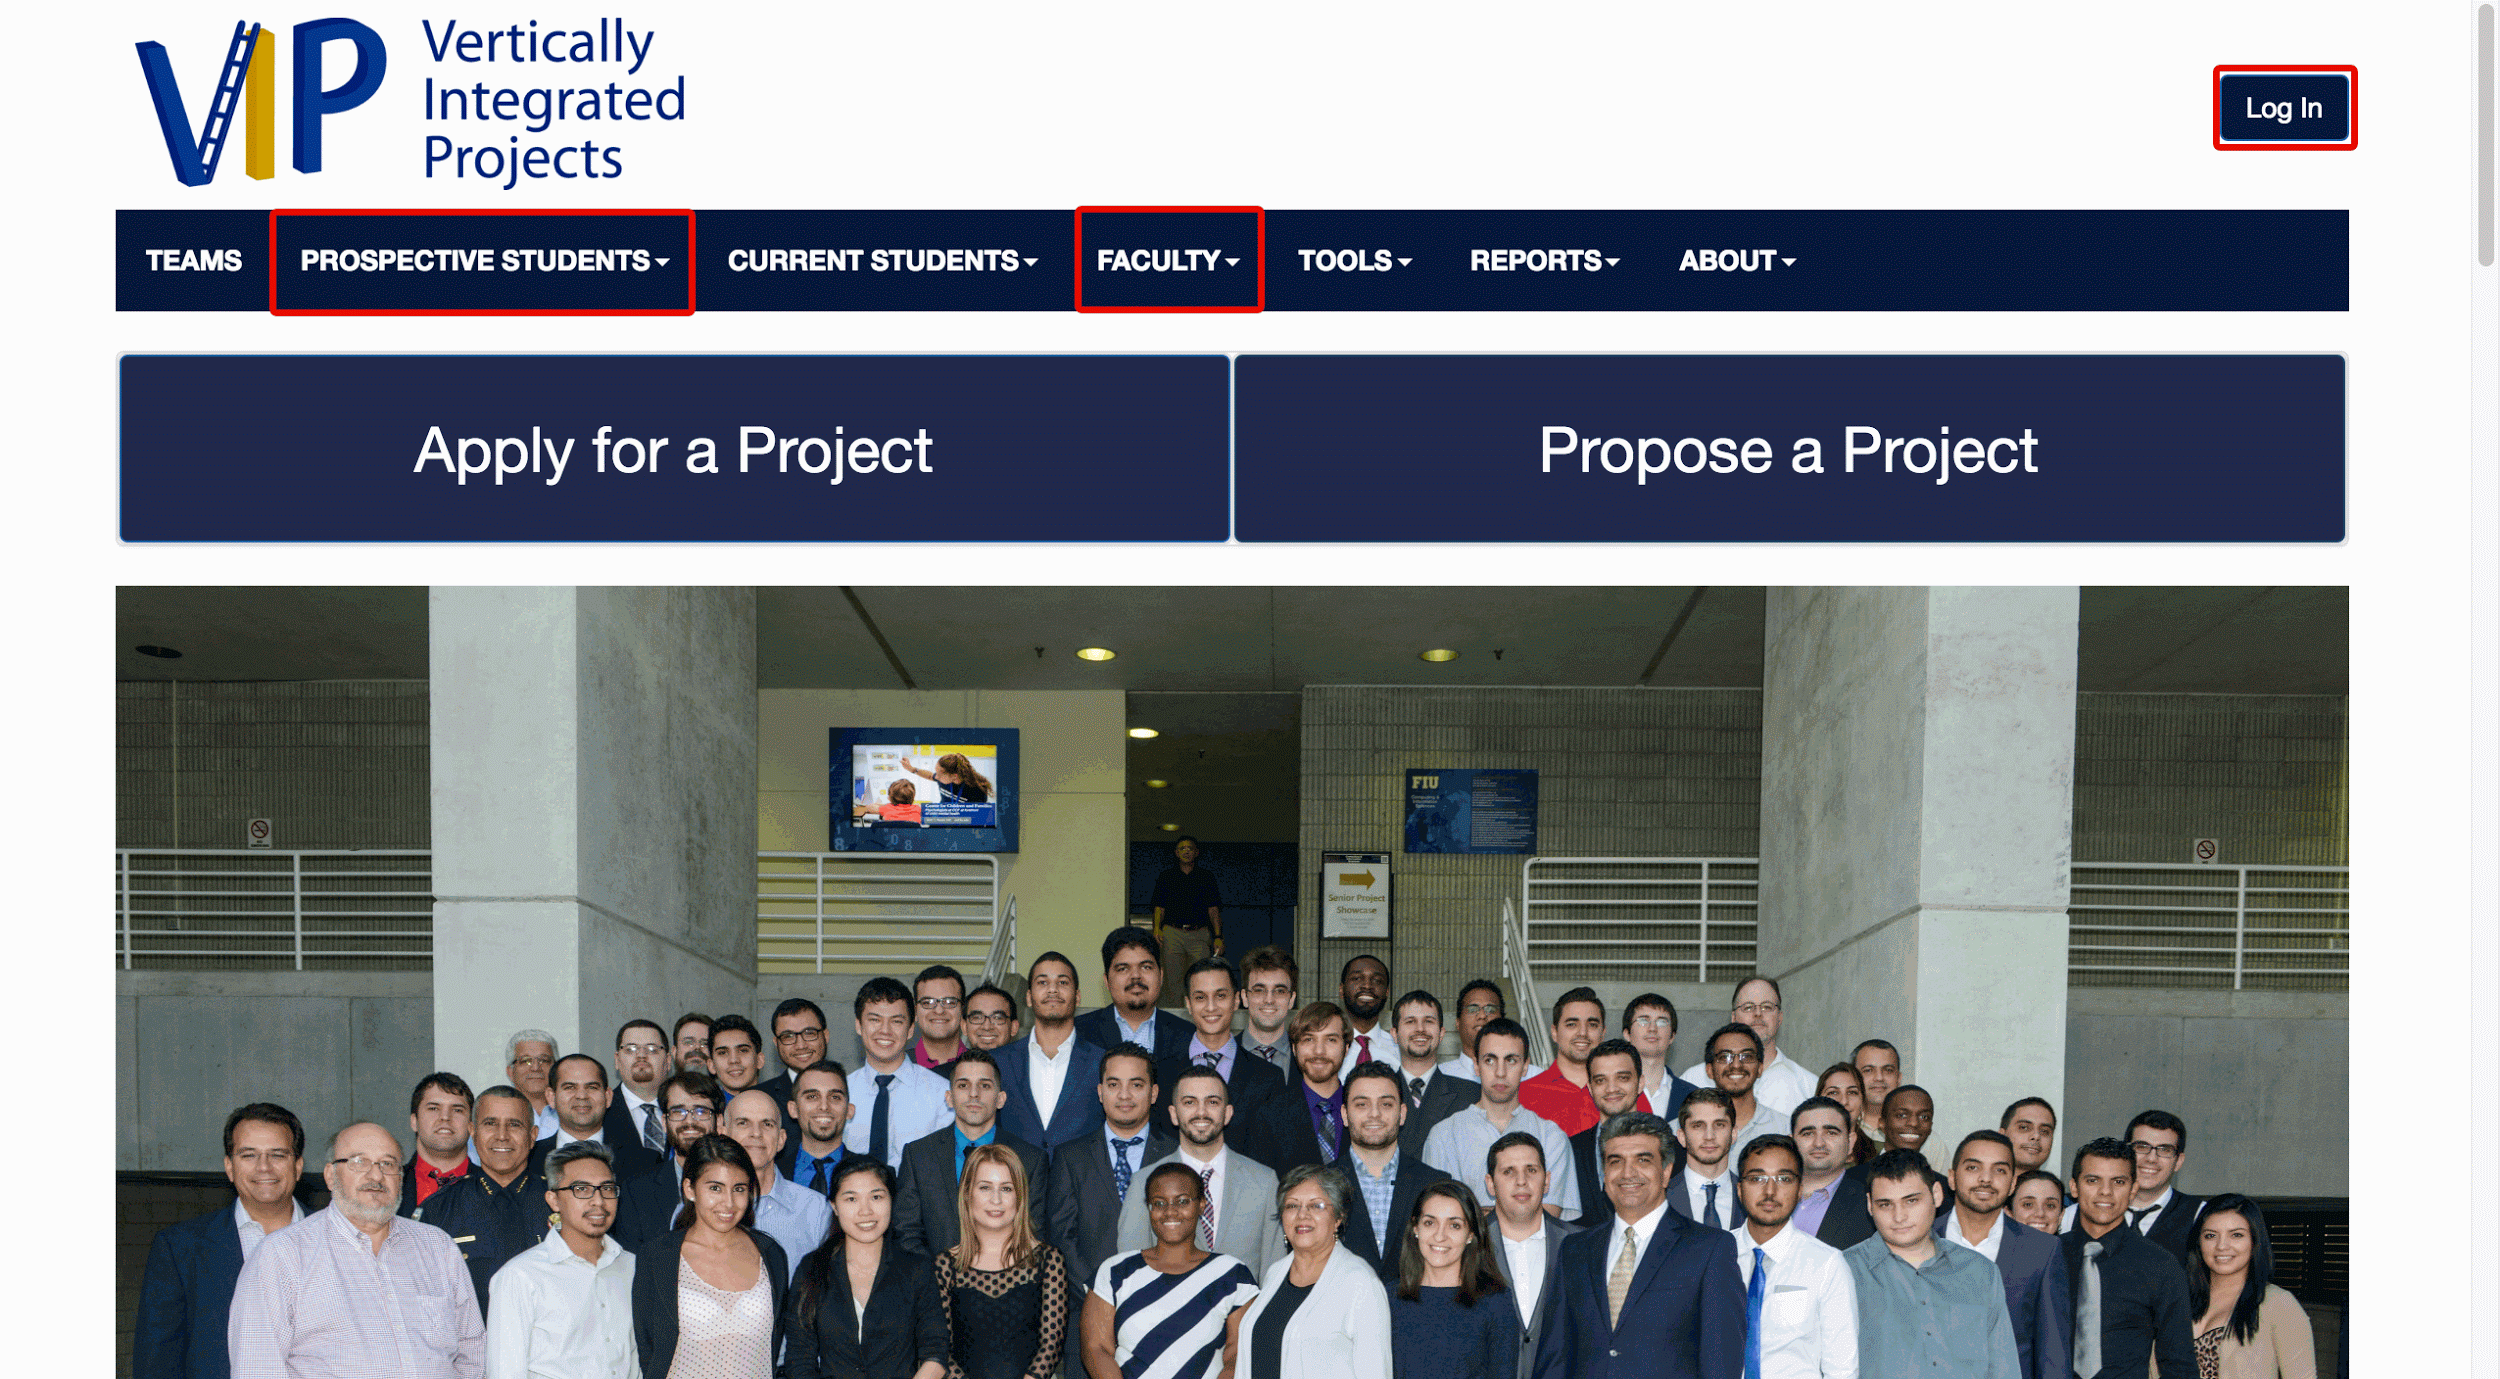 VIP
Vertically
Integrated
Projects
Log In
TEAMS
PROSPECTIVE STUDENTS
CURRENT STUDENTS
FACULTY
TOOLS
REPORTS
ABOUT
Apply for a Project
Propose a Project
FIU
Senior Project
Showcase